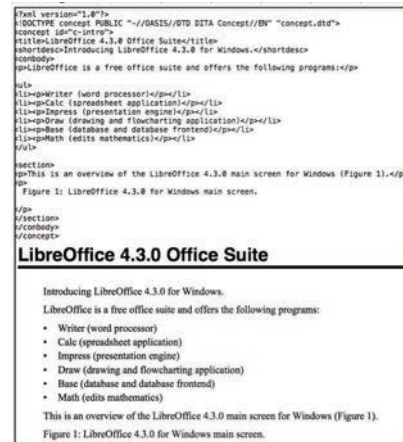 <?xml version="1.0"?>
<!DOCTYPE concept PUBLIC "-//OASIS//DTD DITA Concept//EN" "concept.dtd">
<concept id="c-intro">
<title>LibreOffice 4.3.0 Office Suite</title>
<shortdesc>Introducing LibreOffice 4.3.0 for Windows.</shortdesc>
<conbody>
<p>LibreOffice is a free office suite and offers the following programs:</p>
<ul>
<li><p>Writer (word processor)</p></li>
<li><p>Calc (spreadsheet application)</p></li>
<li><p>Impress (presentation engine)</p></li>
<li><p>Draw (drawing and flowcharting application)</p></li>
<li><p>Base (database and database frontend)</p></li>
<li><p>Math (edits mathematics)</p></li>
</ul>
<section>
<p>This is an overview of the LibreOffice 4.3.0 main screen for Windows (Figure 1).</p
<p>
Figure 1: LibreOffice 4.3.0 for Windows main screen.
</p>
</section>
</conbody>
</concept>
LibreOffice 4.3.0 Office Suite
Introducing LibreOffice 4.3.0 for Windows.
LibreOffice is a free office suite and offers the following programs:
• Writer (word processor)
• Calc (spreadsheet application)
• Impress (presentation engine)
• Draw (drawing and flowcharting application)
• Base (database and database frontend)
• Math (edits mathematics)
This is an overview of the LibreOffice 4.3.0 main screen for Windows (Figure 1).
Figure 1: LibreOffice 4.3.0 for Windows main screen.